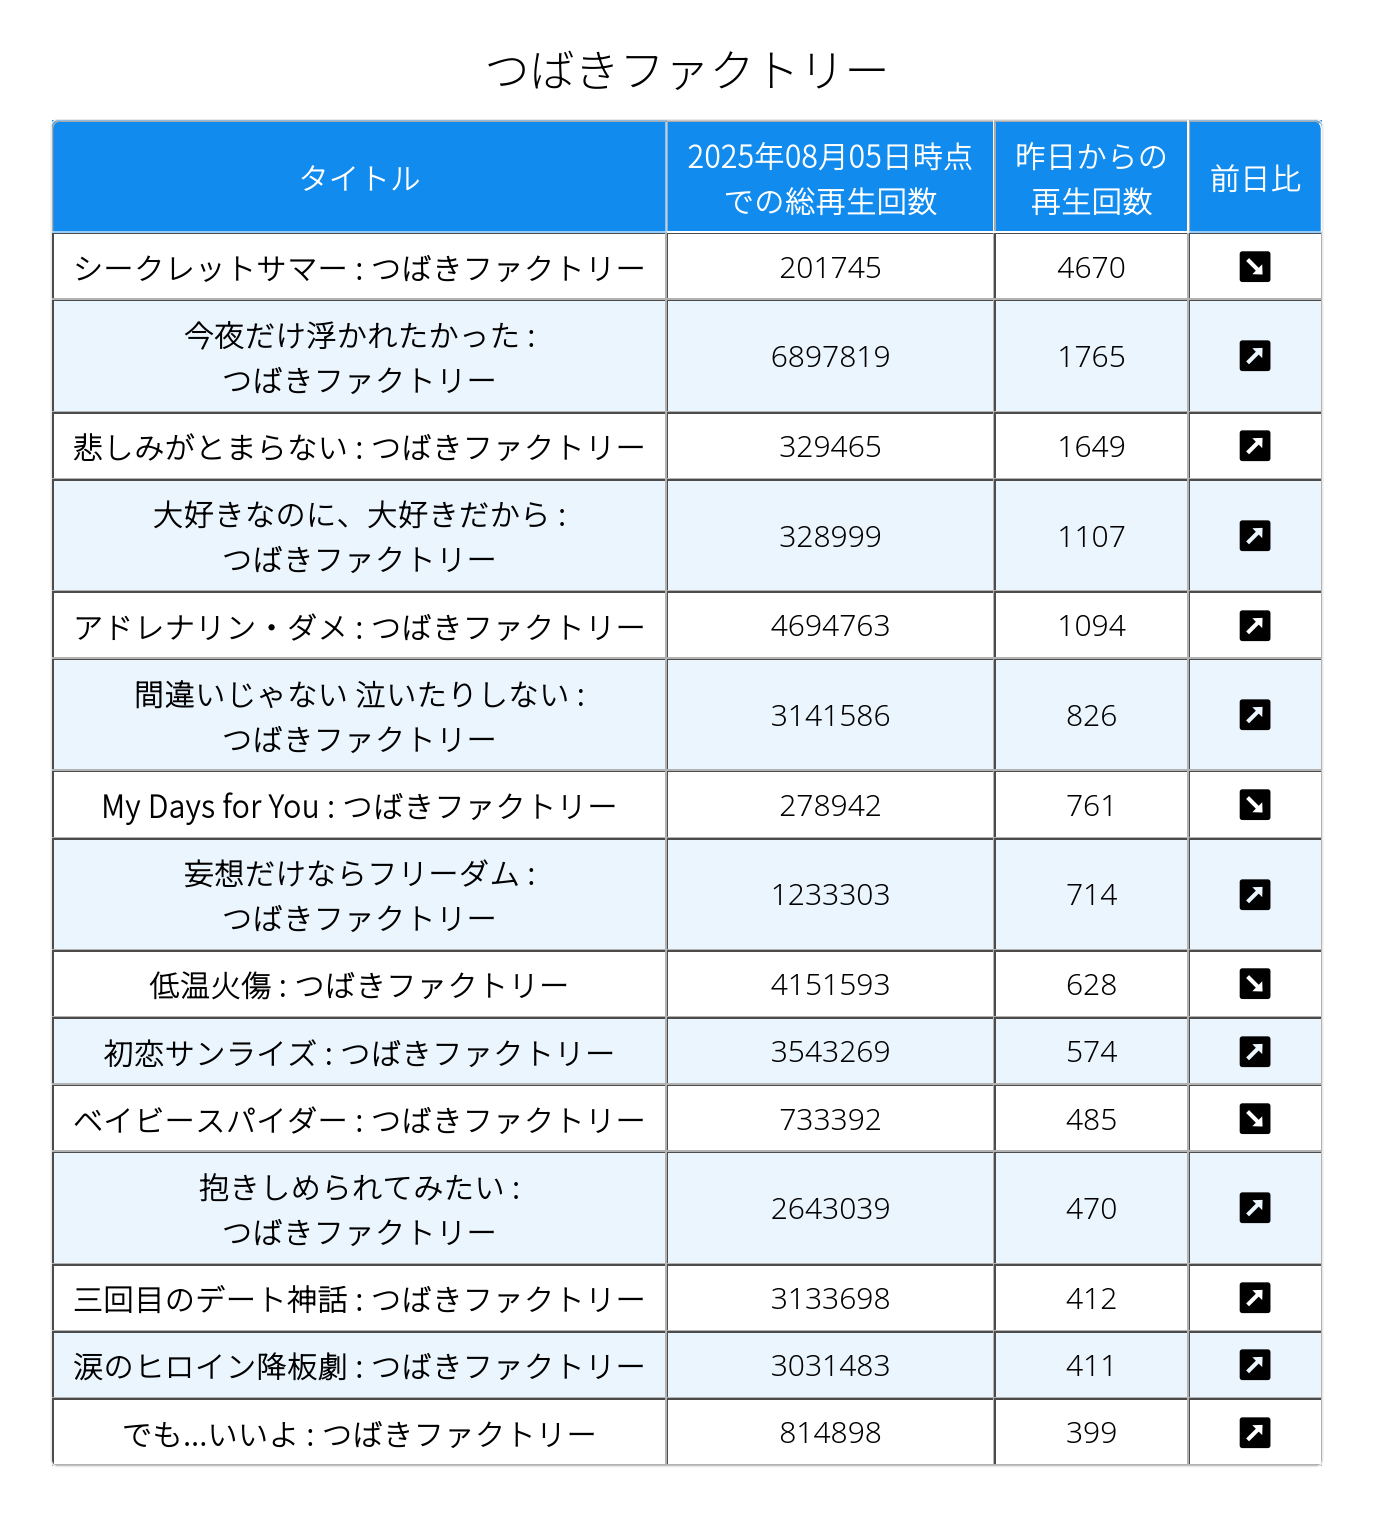 つばきファクトリー
タイトル
2025年08月05日時点
での総再生回数
昨日からの
再生回数
前日比
シークレットサマー : つばきファクトリー
201745
4670
↘
今夜だけ浮かれたかった :
つばきファクトリー
6897819
1765
↗
悲しみがとまらない : つばきファクトリー
329465
1649
↗
大好きなのに、大好きだから :
つばきファクトリー
328999
1107
↗
アドレナリン・ダメ : つばきファクトリー
4694763
1094
↗
間違いじゃない 泣いたりしない :
つばきファクトリー
3141586
826
↗
My Days for You : つばきファクトリー
278942
761
↘
妄想だけならフリーダム :
つばきファクトリー
1233303
714
↗
低温火傷 : つばきファクトリー
4151593
628
↘
初恋サンライズ : つばきファクトリー
3543269
574
↗
ベイビースパイダー : つばきファクトリー
733392
485
↘
抱きしめられてみたい :
つばきファクトリー
2643039
470
↗
三回目のデート神話 : つばきファクトリー
3133698
412
↗
涙のヒロイン降板劇 : つばきファクトリー
3031483
411
↗
でも...いいよ : つばきファクトリー
814898
399
↗